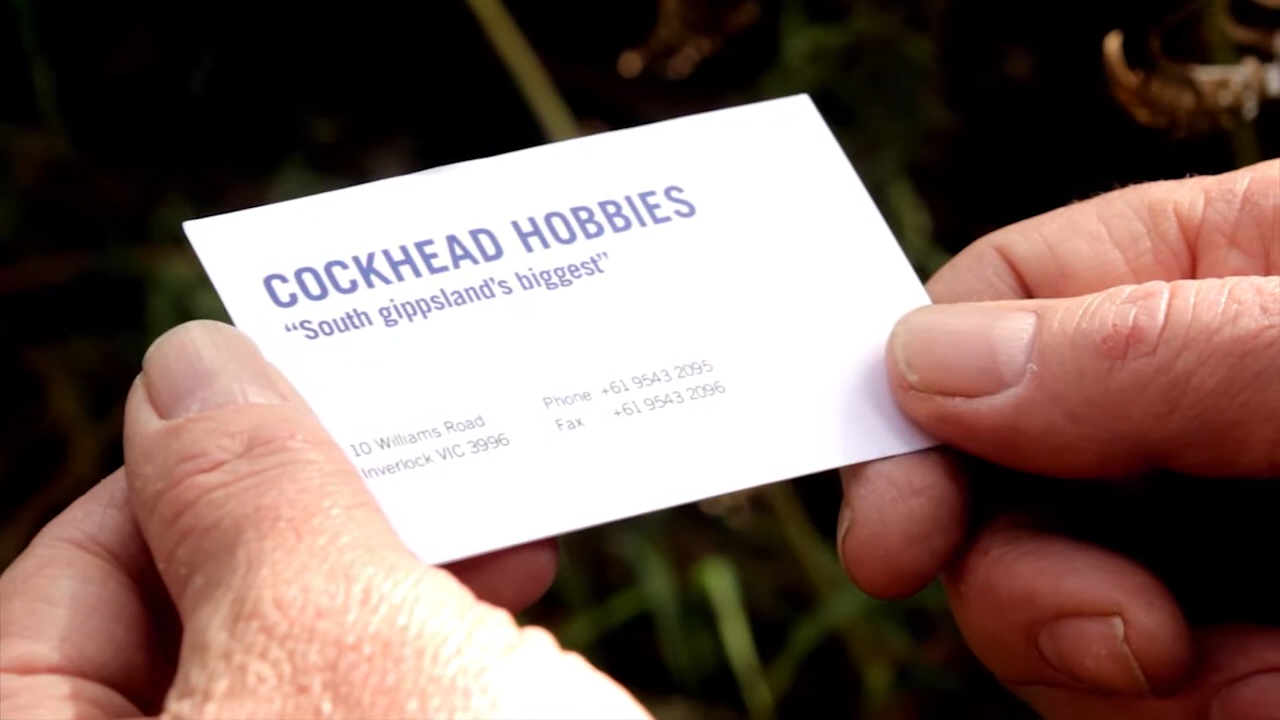 COCKHEAD HOBBIES
“South gippsland’s biggest”
Phone +61 9543 2095
Fax +61 9543 2096
10 Williams Road
Inverlock VIC 3996